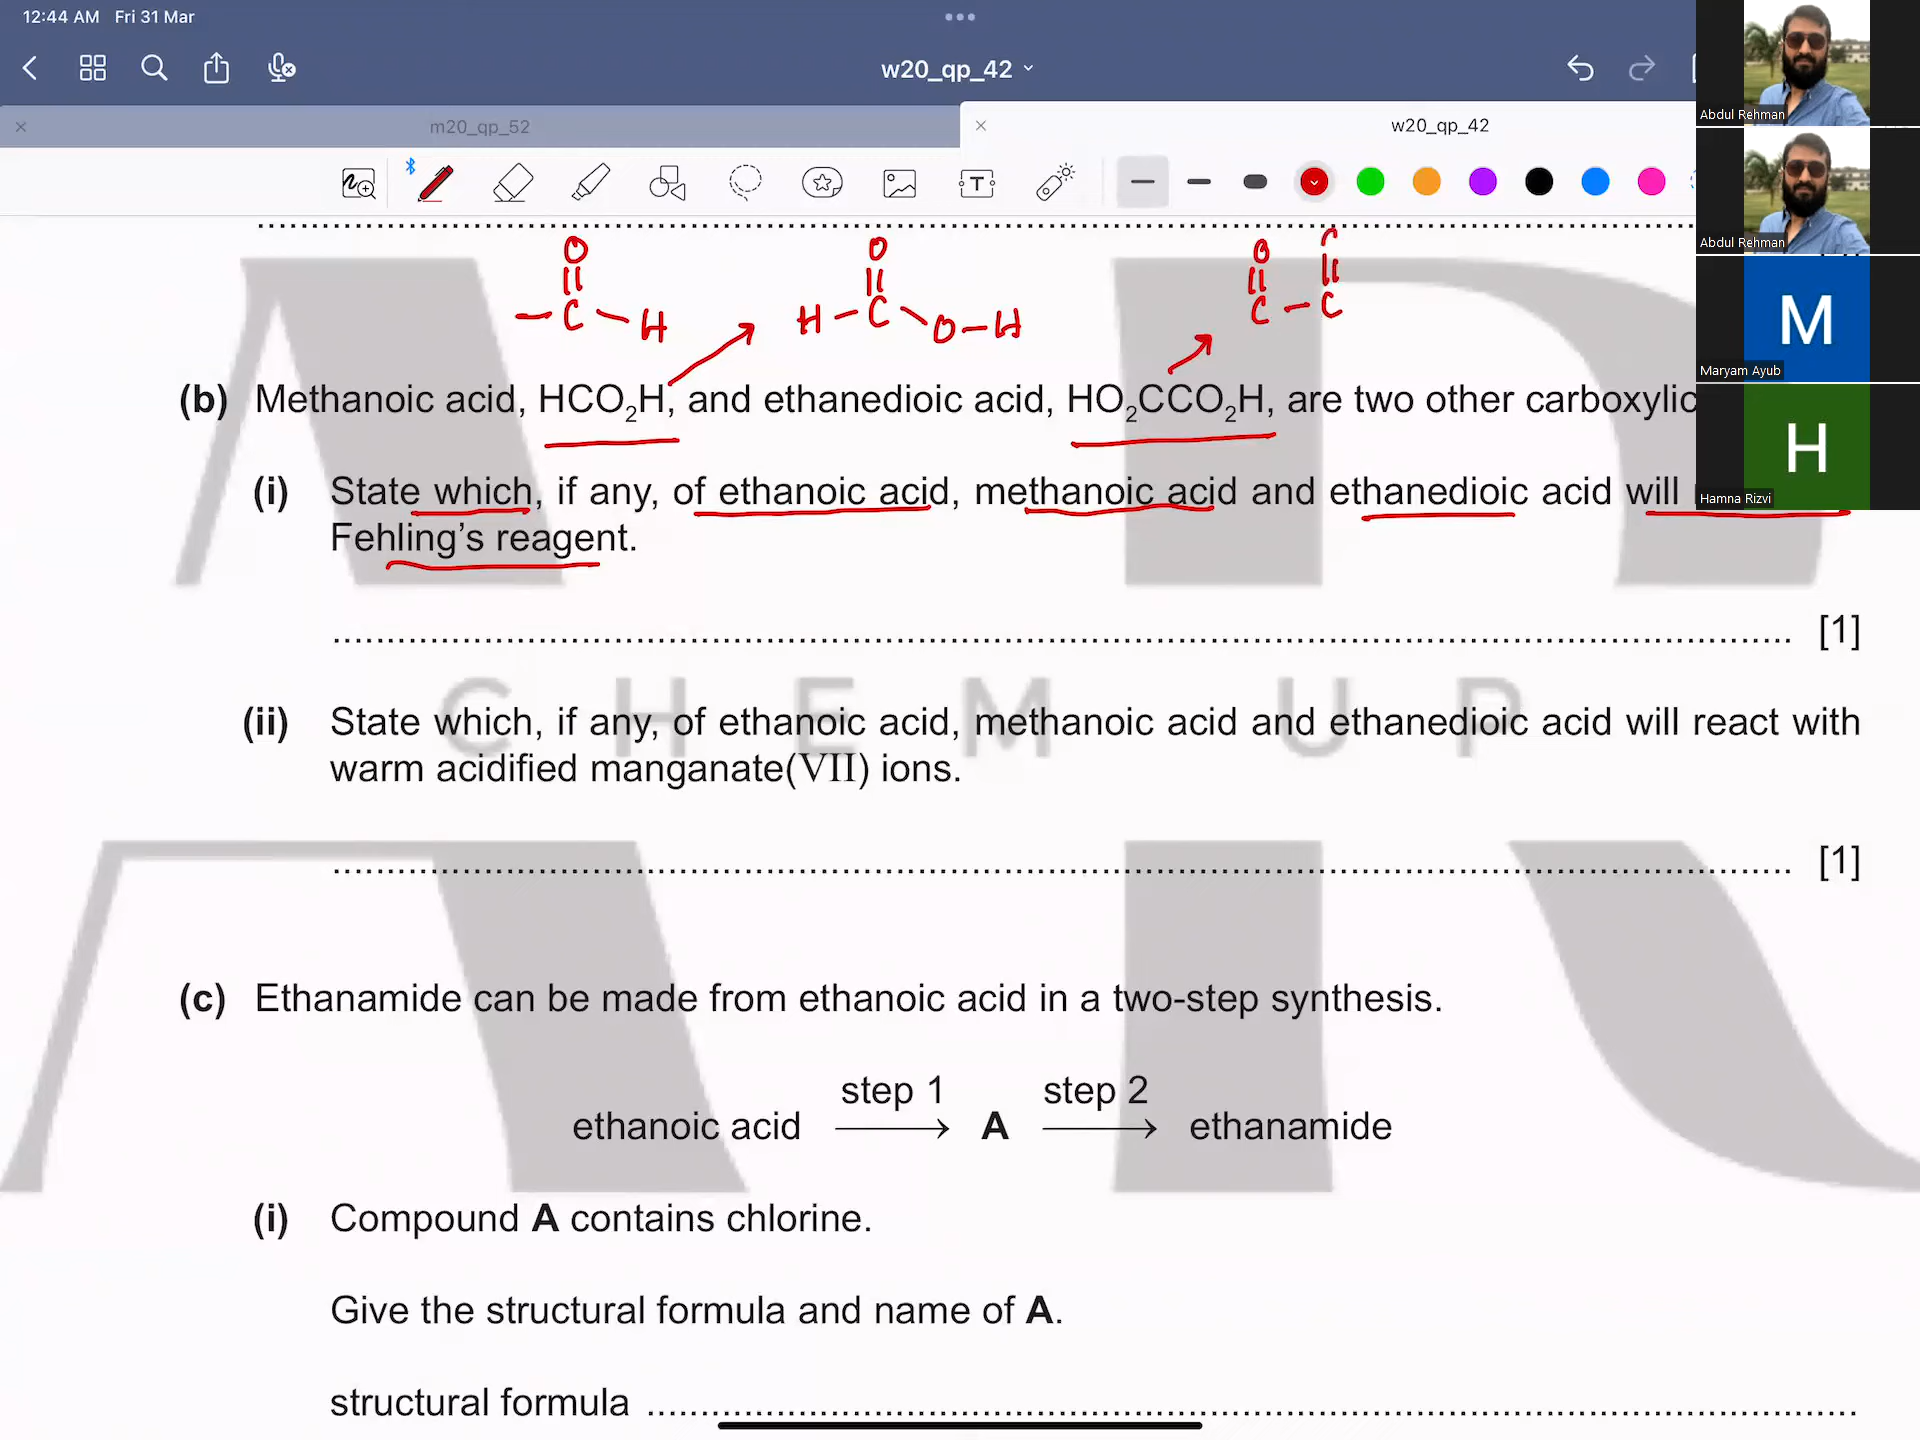 12:44 AM Fri 31 Mar
w20_qp_42
m20_qp_52
w20_qp_42
T
Abdul Rehman
Abdul Rehman
M
Maryam Ayub
H
Hamna Rizvi
O
— C — H
O
H — C — O — H
O
C — C
(b) Methanoic acid, HCO₂H, and ethanedioic acid, HO₂CCO₂H, are two other carboxylic
(i) State which, if any, of ethanoic acid, methanoic acid and ethanedioic acid will
Fehling's reagent.
[1]
CHEM UP
(ii) State which, if any, of ethanoic acid, methanoic acid and ethanedioic acid will react with
warm acidified manganate(VII) ions.
[1]
(c) Ethanamide can be made from ethanoic acid in a two-step synthesis.
step 1 step 2
ethanoic acid → A → ethanamide
(i) Compound A contains chlorine.
Give the structural formula and name of A.
structural formula